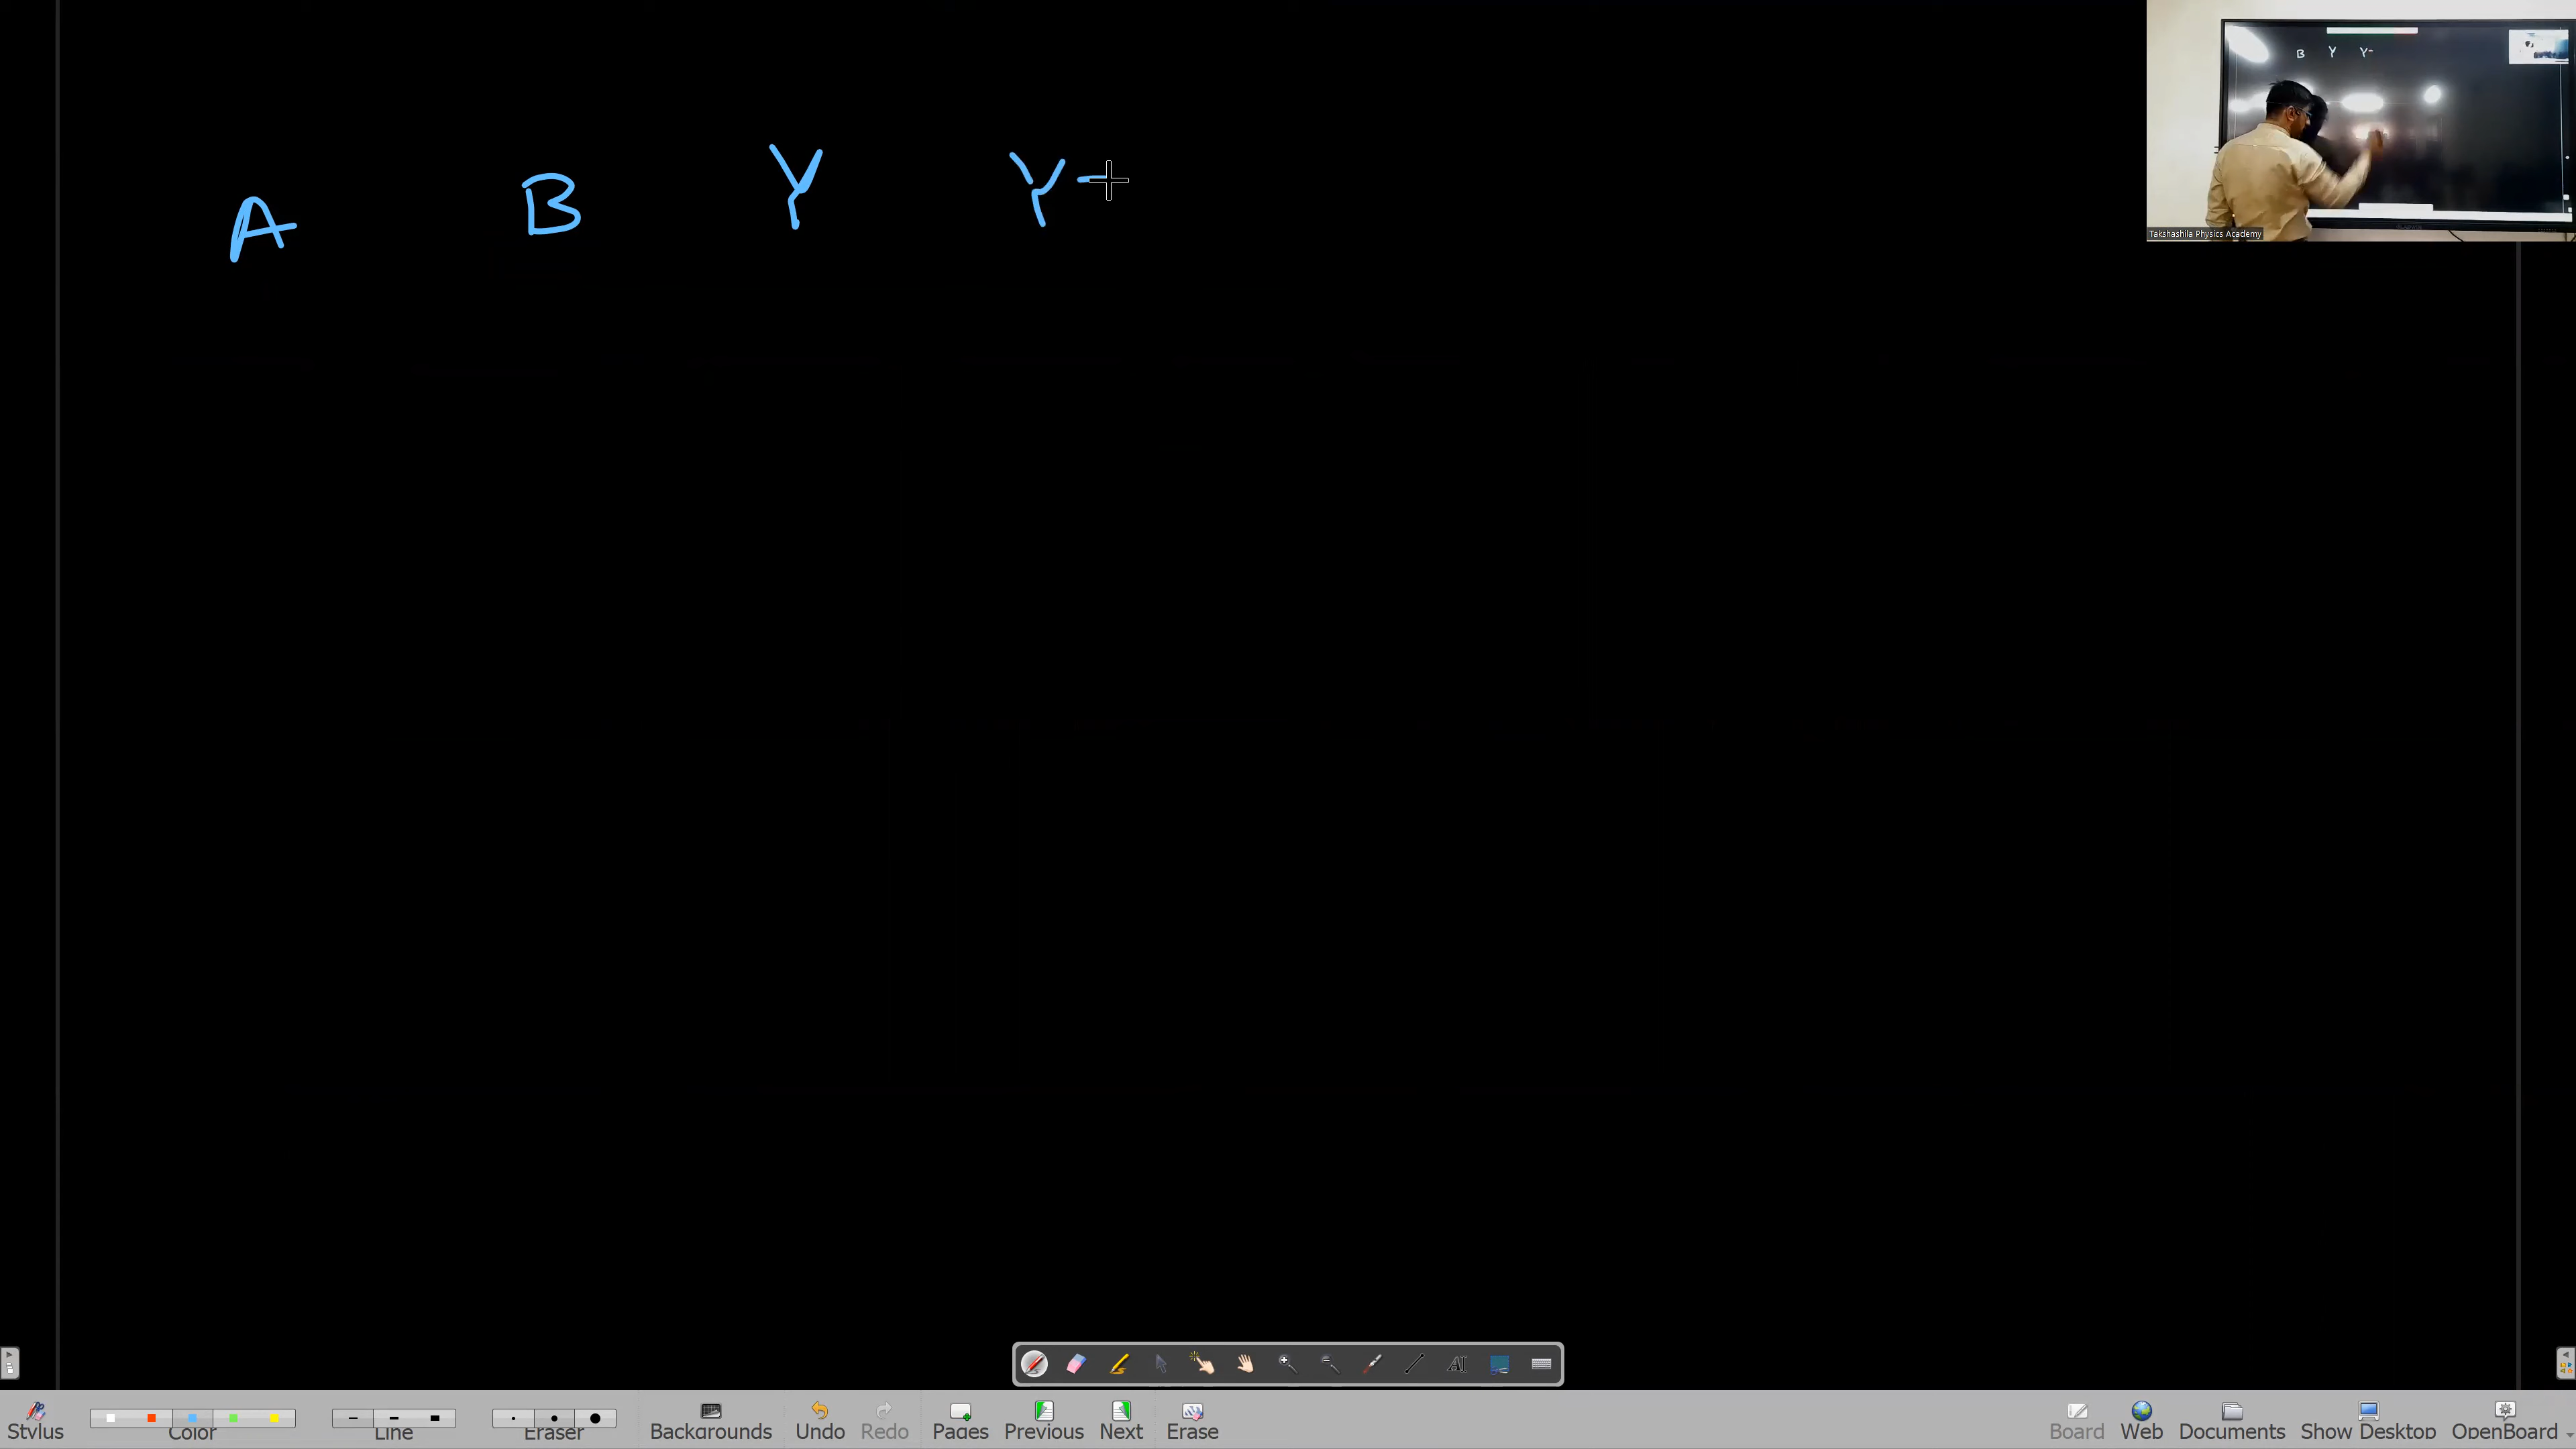 A B Y Y-
B Y Y-
Takshashila Physics Academy
Stylus Color Line Eraser Backgrounds Undo Redo Pages Previous Next Erase Board Web Documents Show Desktop OpenBoard